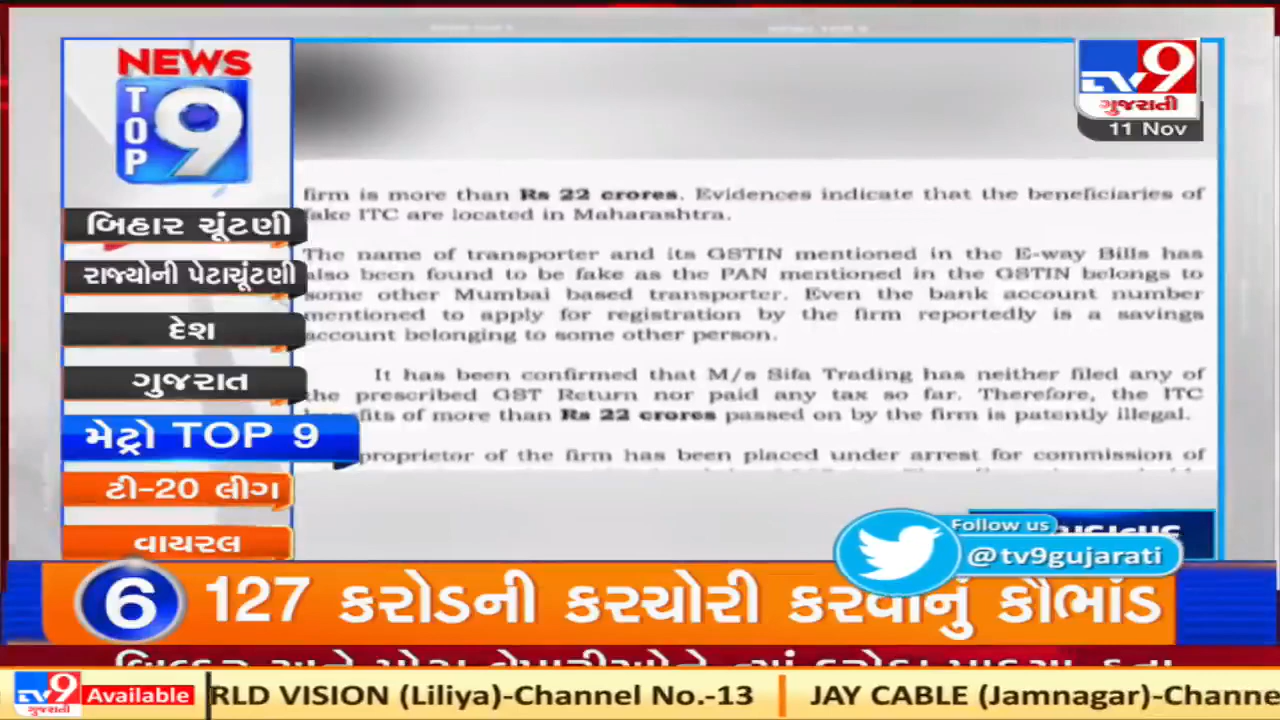 NEWS
TOP
9
TV9
ગુજરાતી
11 Nov
firm is more than Rs 22 crores. Evidences indicate that the beneficiaries of
fake ITC are located in Maharashtra.
The name of transporter and its GSTIN mentioned in the E-way Bills has
also been found to be fake as the PAN mentioned in the GSTIN belongs to
some other Mumbai based transporter. Even the bank account number
mentioned to apply for registration by the firm reportedly is a savings
account belonging to some other person.
It has been confirmed that M/s Sifa Trading has neither filed any of
the prescribed GST Return nor paid any tax so far. Therefore, the ITC
benefits of more than Rs 22 crores passed on by the firm is patently illegal.
proprietor of the firm has been placed under arrest for commission of
બિહાર ચૂંટણી
રાજ્યોની પેટાચૂંટણી
દેશ
ગુજરાત
મેટ્રો TOP 9
ટી-20 લીગ
વાયરલ
Follow us
@tv9gujarati
6 127 કરોડની કરચોરી કરવાનું કૌભાંડ
TV9 ગુજરાતી Available RLD VISION (Liliya)-Channel No.-13 JAY CABLE (Jamnagar)-Channe